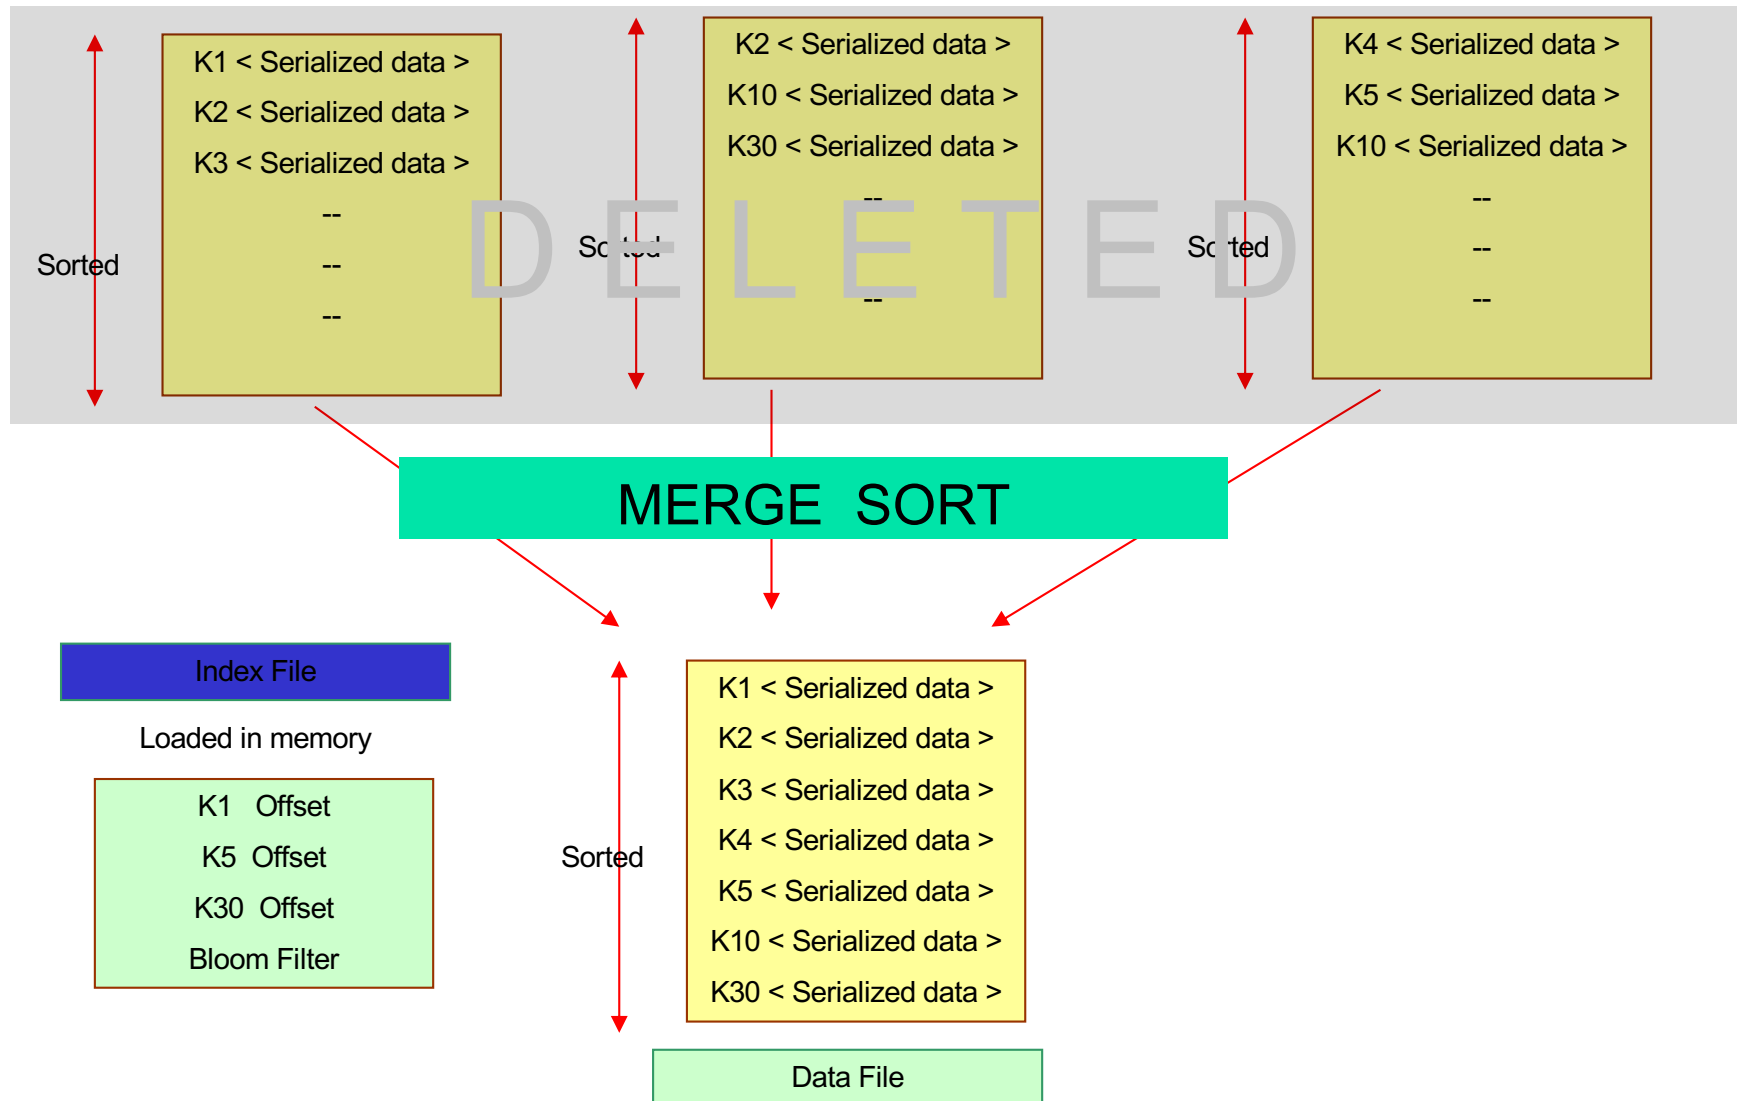 K1 < Serialized data >
K2 < Serialized data >
K3 < Serialized data >
--
--
--
Sorted
K2 < Serialized data >
K10 < Serialized data >
K30 < Serialized data >
--
--
Sorted
K4 < Serialized data >
K5 < Serialized data >
K10 < Serialized data >
--
--
--
Sorted
DELETED
MERGE SORT
Index File
Loaded in memory
K1 Offset
K5 Offset
K30 Offset
Bloom Filter
Sorted
K1 < Serialized data >
K2 < Serialized data >
K3 < Serialized data >
K4 < Serialized data >
K5 < Serialized data >
K10 < Serialized data >
K30 < Serialized data >
Data File